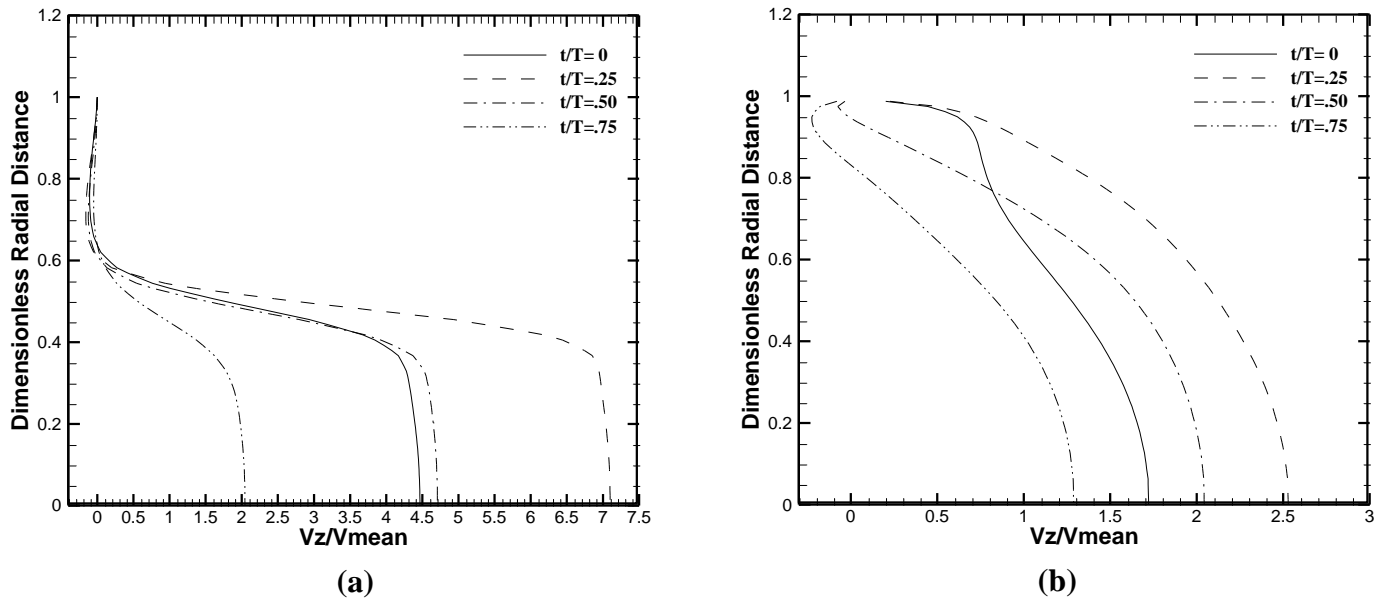 1.2
1
0.8
0.6
0.4
0.2
0
Dimensionless Radial Distance
t/T= 0
t/T=.25
t/T=.50
t/T=.75
0 0.5 1 1.5 2 2.5 3 3.5 4 4.5 5 5.5 6 6.5 7 7.5
Vz/Vmean
(a)
1.2
1
0.8
0.6
0.4
0.2
0
Dimensionless Radial Distance
t/T= 0
t/T=.25
t/T=.50
t/T=.75
0 0.5 1 1.5 2 2.5 3
Vz/Vmean
(b)